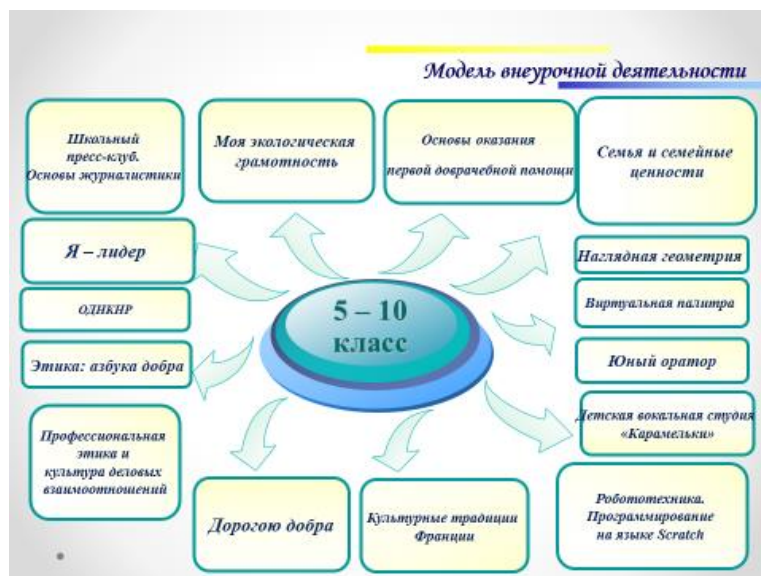 Модель внеурочной деятельности
Школьный
пресс-клуб.
Основы журналистики
Моя экологическая
грамотность
Основы оказания
первой доврачебной помощи
Семья и семейные
ценности
Я – лидер
ОДНКНР
Этика: азбука добра
Профессиональная
этика и
культура деловых
взаимоотношений
5 – 10
класс
Наглядная геометрия
Виртуальная палитра
Юный оратор
Детская вокальная студия
«Карамельки»
Дорогою добра
Культурные традиции
Франции
Робототехника.
Программирование
на языке Scratch